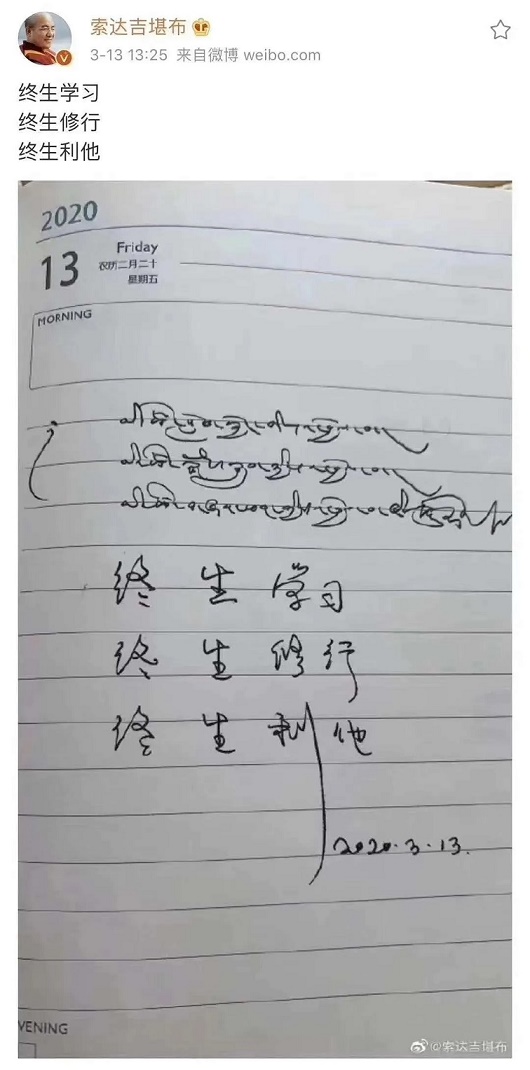 索达吉堪布
3-13 13:25 来自微博 weibo.com
终生学习
终生修行
终生利他
2020
13
Friday
农历二月二十
星期五
MORNING
终生学习
终生修行
终生利他
2020.3.13.
VENING
@索达吉堪布